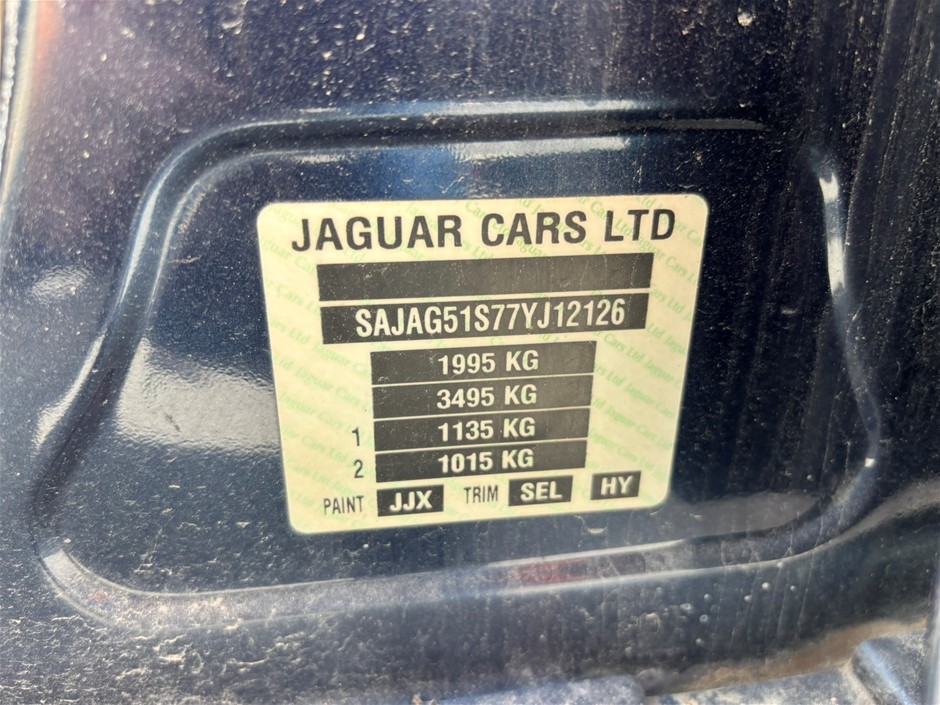 JAGUAR CARS LTD
SAJAG51S77YJ12126
1995 KG
3495 KG
1 1135 KG
2 1015 KG
PAINT JJX TRIM SEL HY